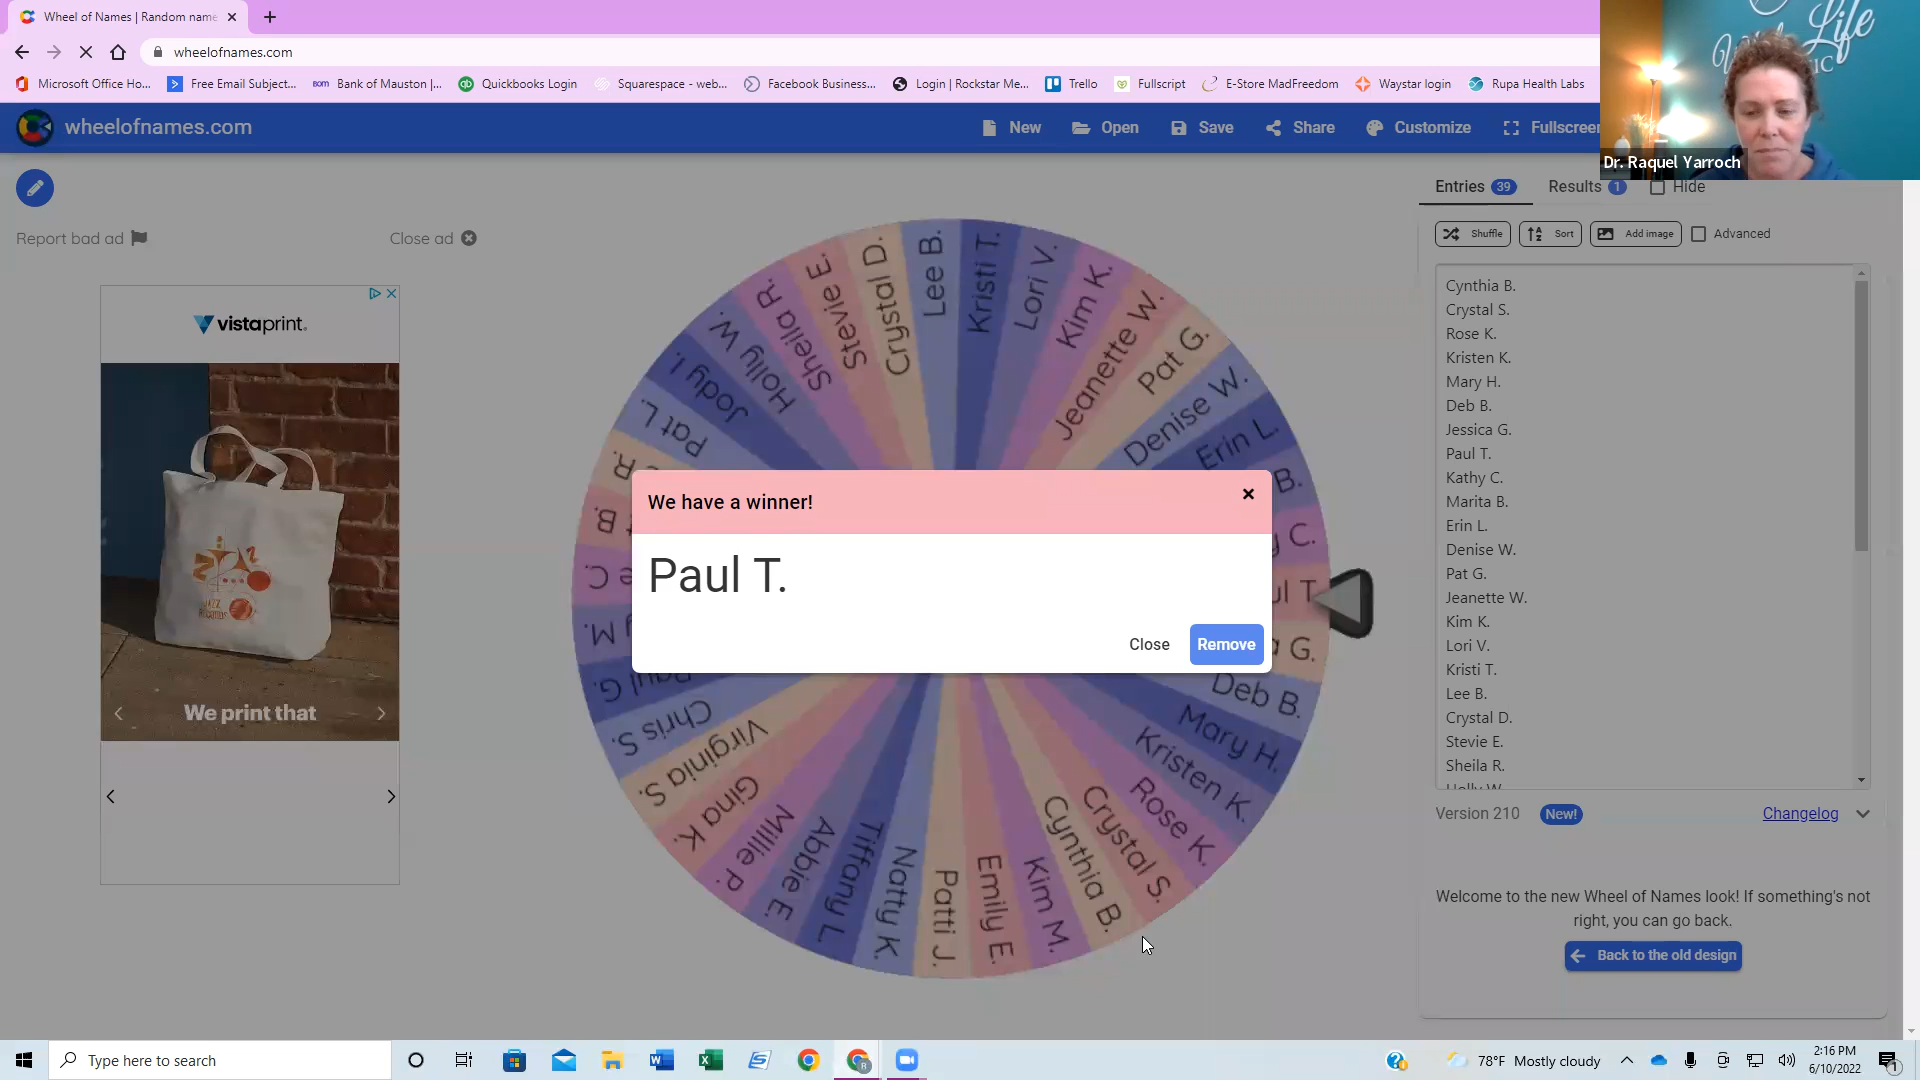 Wheel of Names | Random name
wheelofnames.com
Microsoft Office Ho...
Free Email Subject...
BOM Bank of Mauston |...
Quickbooks Login
Squarespace - web...
Facebook Business...
Login | Rockstar Me...
Trello
Fullscript
E-Store MadFreedom
Waystar login
Rupa Health Labs
Life
IC
Dr. Raquel Yarroch
wheelofnames.com
New
Open
Save
Share
Customize
Fullscreen
Entries 39
Results 1
Hide
Report bad ad
Close ad
Shuffle
Sort
Add image
Advanced
vistaprint.
JAZZ
We print that
Pat L.
Jody I.
Holly W.
Sheila R.
Stevie E.
Crystal D.
Lee B.
Kristi T.
Lori V.
Kim K.
Jeanette W.
Pat G.
Denise W.
Erin L.
B.
C.
ul T.
G.
Deb B.
Mary H.
Kristen K.
Rose K.
Crystal S.
Cynthia B.
Kim M.
Emily E.
Patti J.
Natty K.
Tiffany L.
Abbie E.
Millie P.
Gina K.
Virginia S.
Chris S.
Paul G.
y M.
e C
t B.
R.
We have a winner!
Paul T.
Close
Remove
Cynthia B.
Crystal S.
Rose K.
Kristen K.
Mary H.
Deb B.
Jessica G.
Paul T.
Kathy C.
Marita B.
Erin L.
Denise W.
Pat G.
Jeanette W.
Kim K.
Lori V.
Kristi T.
Lee B.
Crystal D.
Stevie E.
Sheila R.
Holly W.
Version 210 New! Changelog
Welcome to the new Wheel of Names look! If something's not
right, you can go back.
Back to the old design
Type here to search
78°F Mostly cloudy
2:16 PM
6/10/2022
1